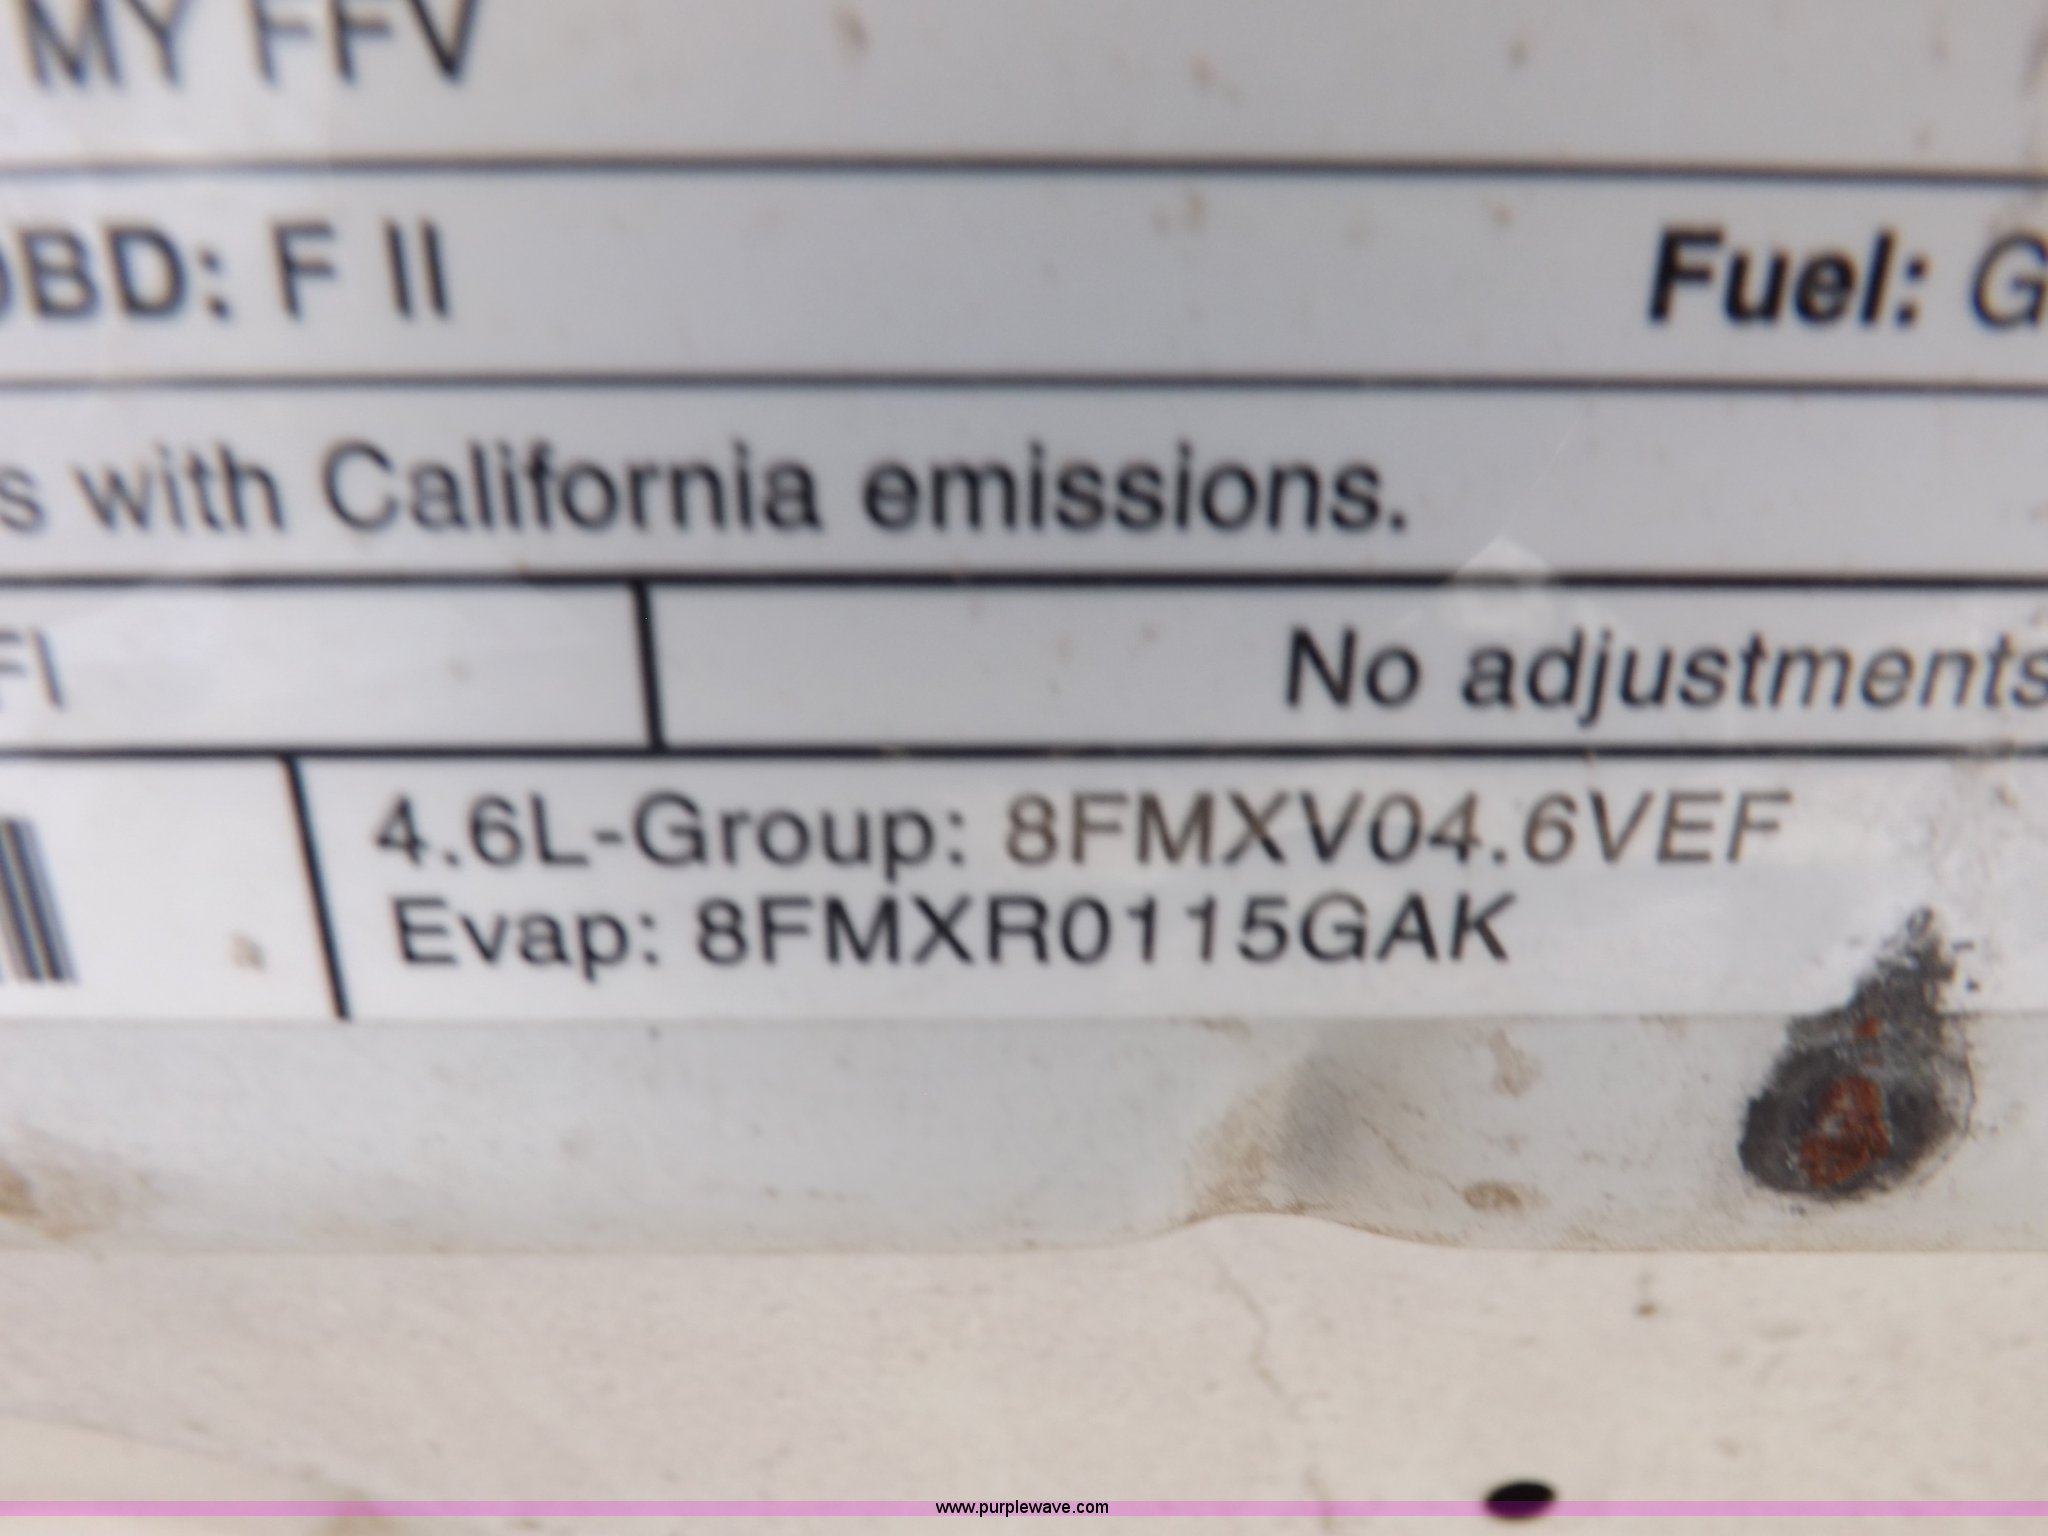 MY FFV
OBD: F II
Fuel: G
s with California emissions.
FI
No adjustments
4.6L-Group: 8FMXV04.6VEF
Evap: 8FMXR0115GAK
www.purplewave.com